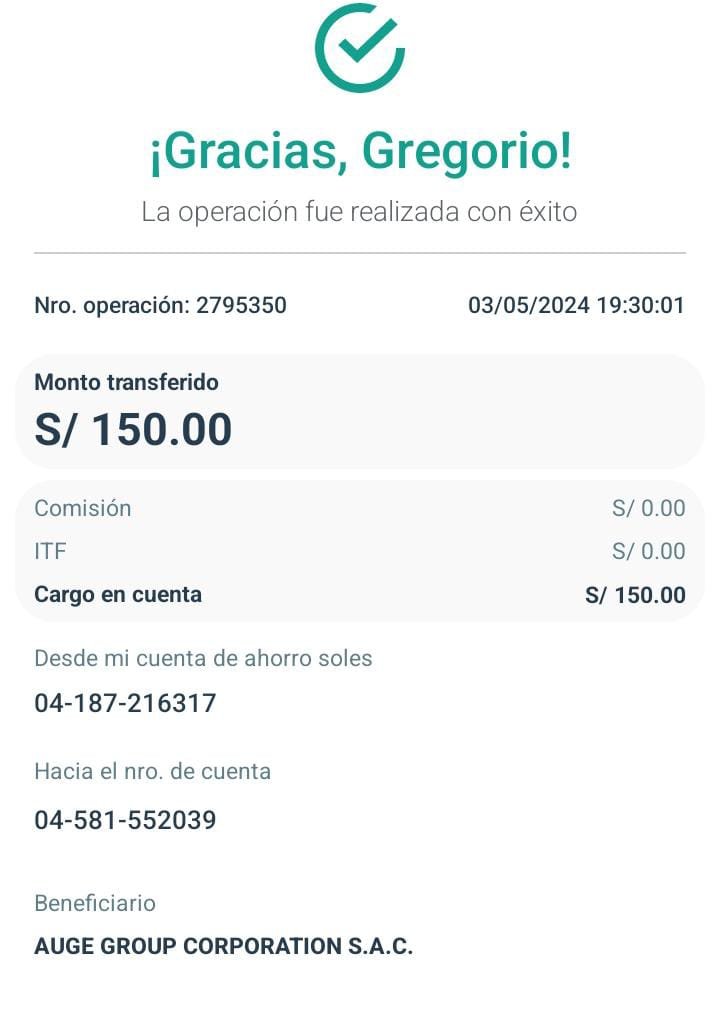 ¡Gracias, Gregorio!
La operación fue realizada con éxito
Nro. operación: 2795350 03/05/2024 19:30:01
Monto transferido
S/ 150.00
Comisión S/ 0.00
ITF S/ 0.00
Cargo en cuenta S/ 150.00
Desde mi cuenta de ahorro soles
04-187-216317
Hacia el nro. de cuenta
04-581-552039
Beneficiario
AUGE GROUP CORPORATION S.A.C.